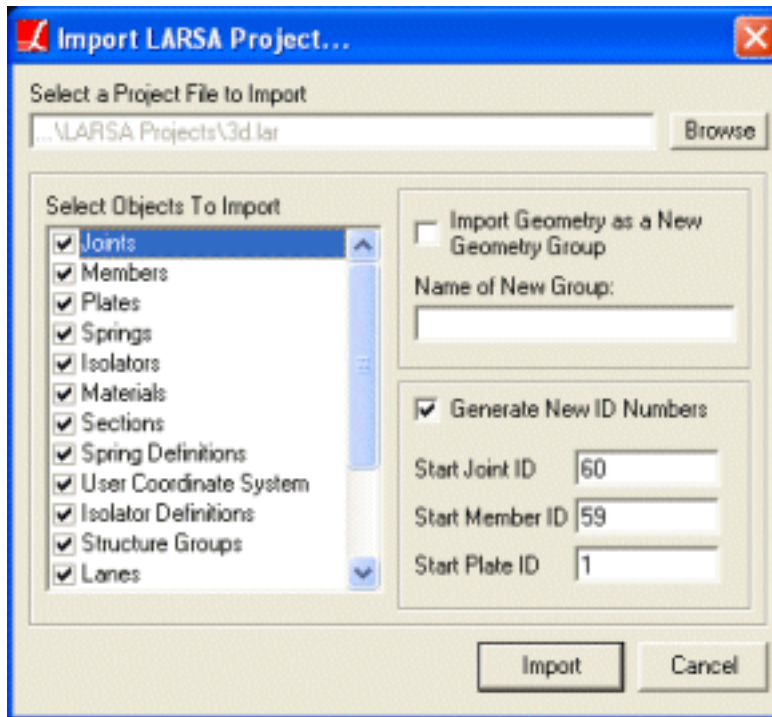 Import LARSA Project...
Select a Project File to Import
...\LARSA Projects\3d.lar
Browse
Select Objects To Import
Joints
Members
Plates
Springs
Isolators
Materials
Sections
Spring Definitions
User Coordinate System
Isolator Definitions
Structure Groups
Lanes
Import Geometry as a New
Geometry Group
Name of New Group:
Generate New ID Numbers
Start Joint ID 60
Start Member ID 59
Start Plate ID 1
Import
Cancel